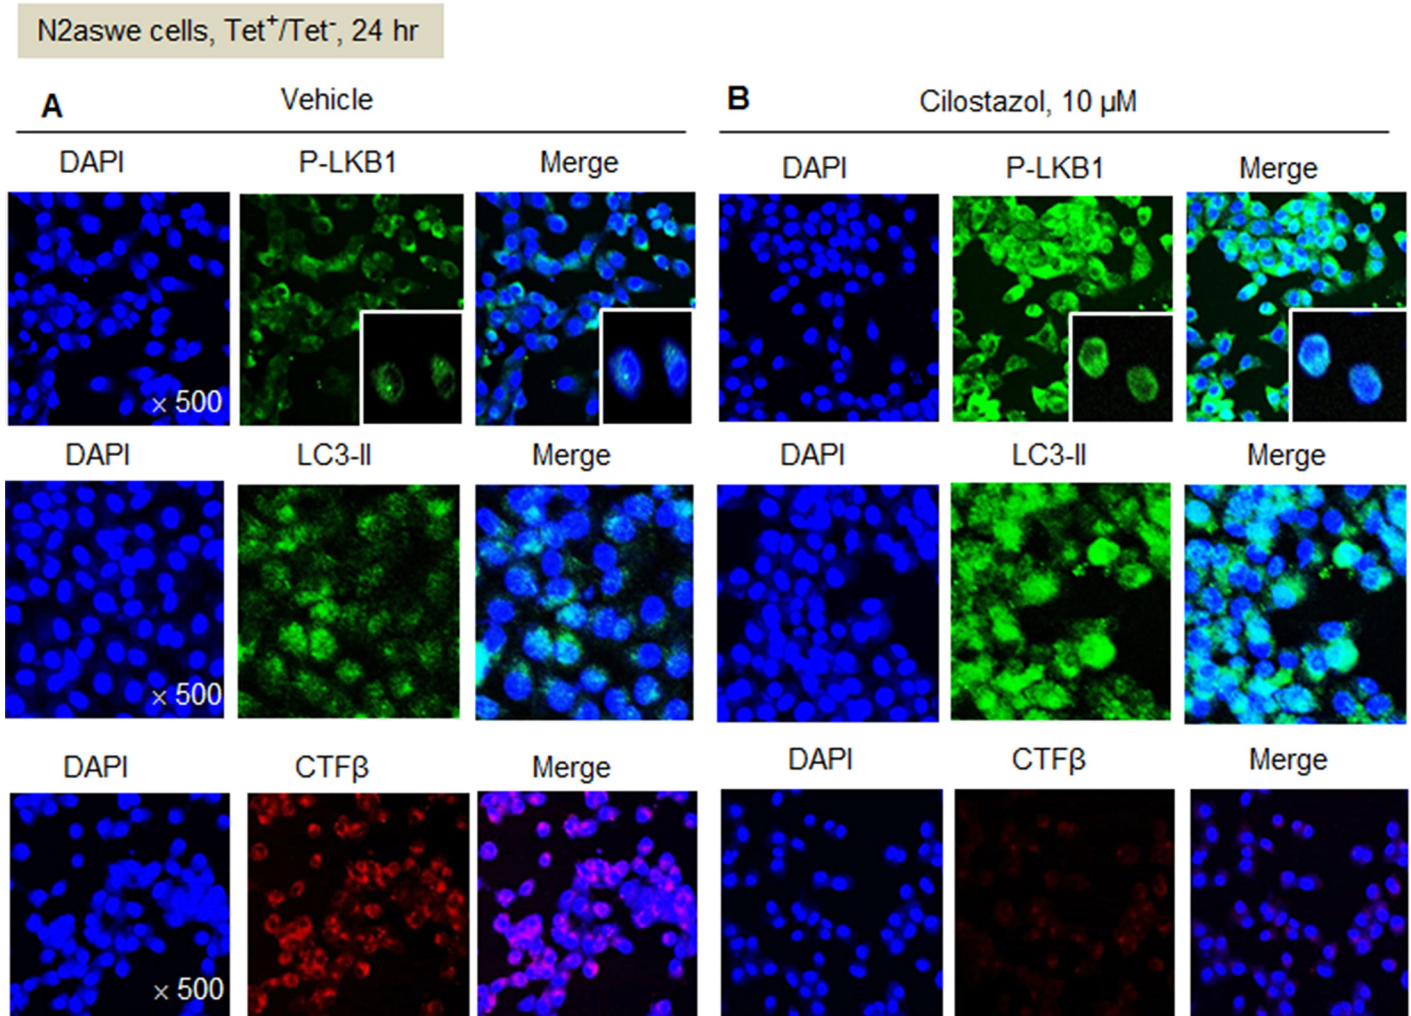 N2aswe cells, Tet⁺/Tet⁻, 24 hr
A Vehicle
B Cilostazol, 10 µM
DAPI P-LKB1 Merge
DAPI P-LKB1 Merge
× 500
DAPI LC3-II Merge
DAPI LC3-II Merge
× 500
DAPI CTFβ Merge
DAPI CTFβ Merge
× 500